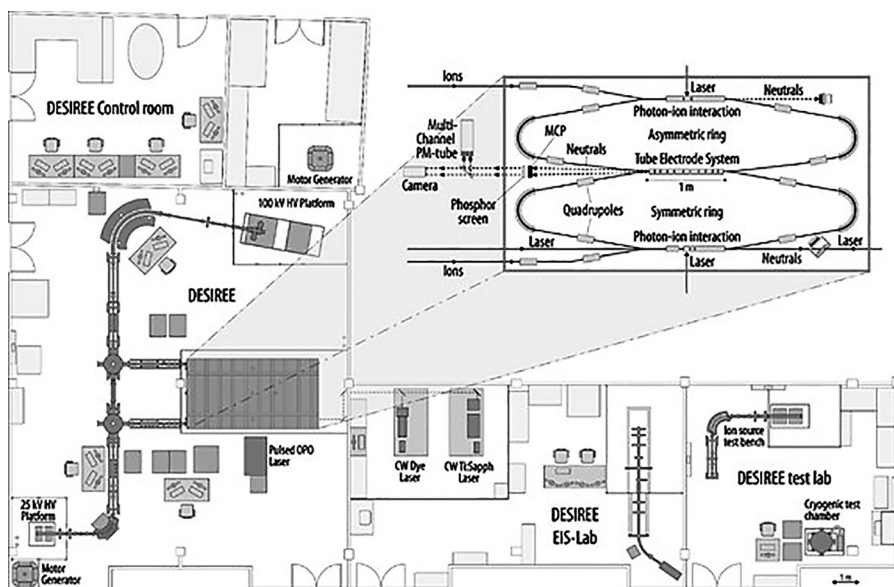 DESIREE Control room
Motor Generator
100 kV HV Platform
DESIREE
Pulsed OPO
Laser
25 kV HV
Platform
Motor
Generator
Ions
Laser
Neutrals
Photon-ion interaction
Multi-
Channel
PM-tube
MCP
Asymmetric ring
Neutrals
Tube Electrode System
Camera
1 m
Phosphor
screen
Quadrupoles
Symmetric ring
Photon-ion interaction
Laser
Laser
Neutrals
Laser
Ions
CW Dye
Laser
CW Ti:Sapph
Laser
DESIREE
EIS-Lab
Ion source
test bench
DESIREE test lab
Cryogenic test
chamber
1 m